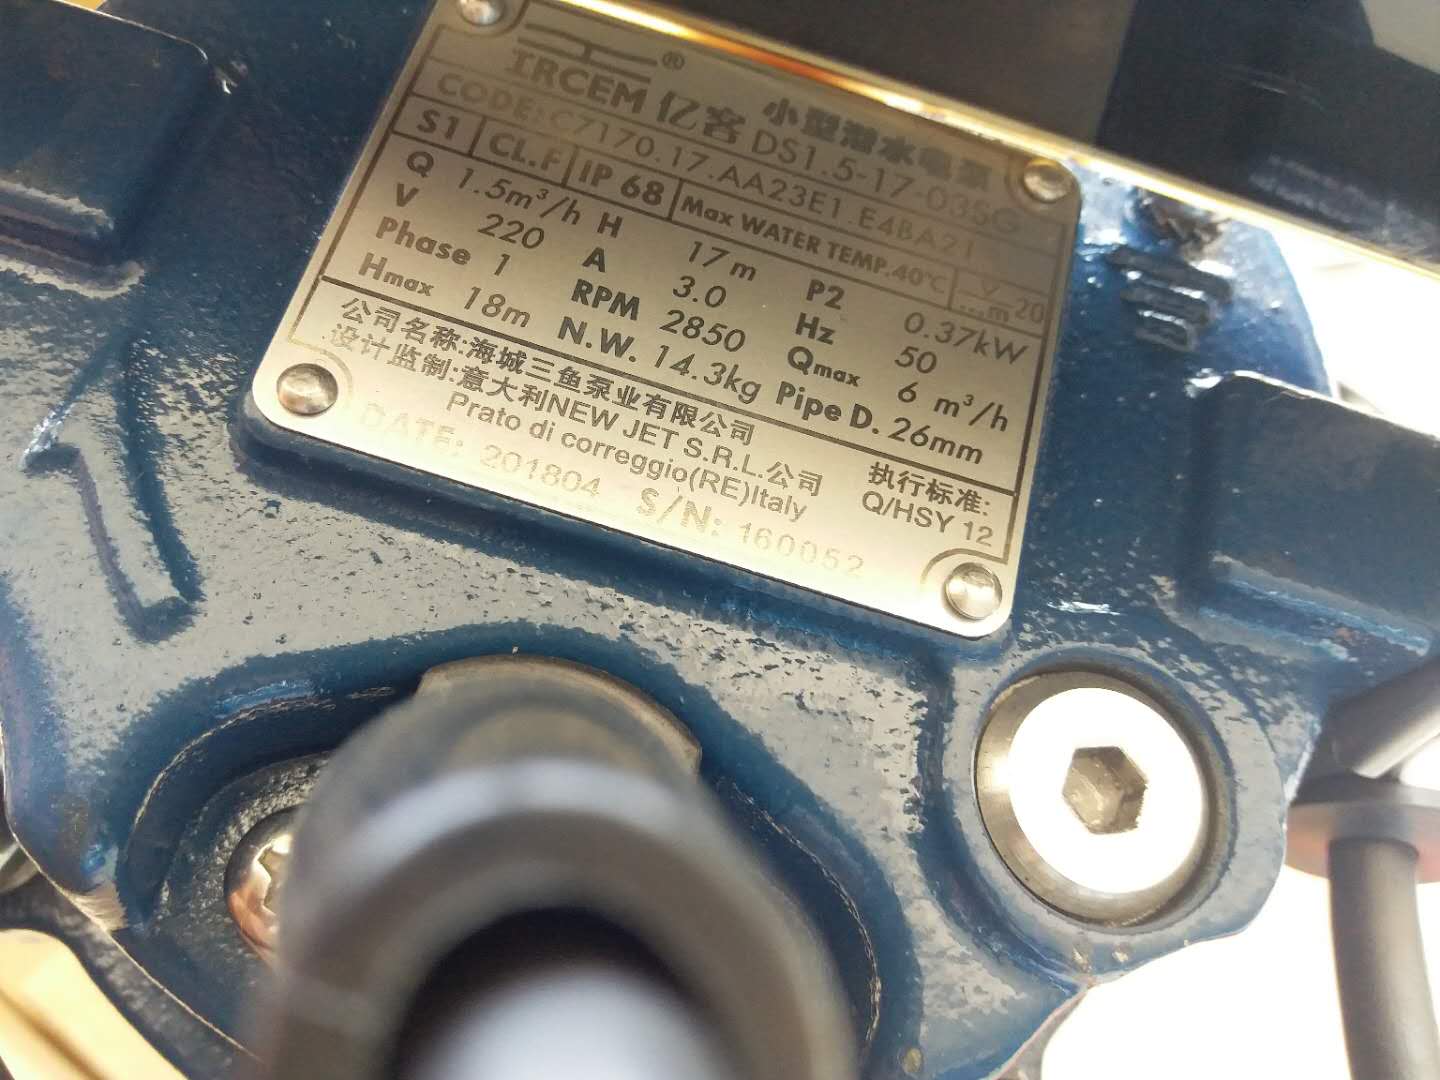 ®
IRCEM 亿客 小型潜水电泵
DS1.5-17-035G
CODE: C7170.17.AA23E1.E4BA21
S1 CL.F IP 68 Max WATER TEMP.40℃ 20
Q 1.5m³/h H 17m P2 0.37kW
V 220 A 3.0 Hz 50
Phase 1 RPM 2850 Qmax 6 m³/h
Hmax 18m N.W. 14.3kg Pipe D. 26mm
公司名称:海城三鱼泵业有限公司
设计监制:意大利NEW JET S.R.L.公司
Prato di correggio(RE)Italy
执行标准:
Q/HSY 12
DATE: 201804 S/N: 160052